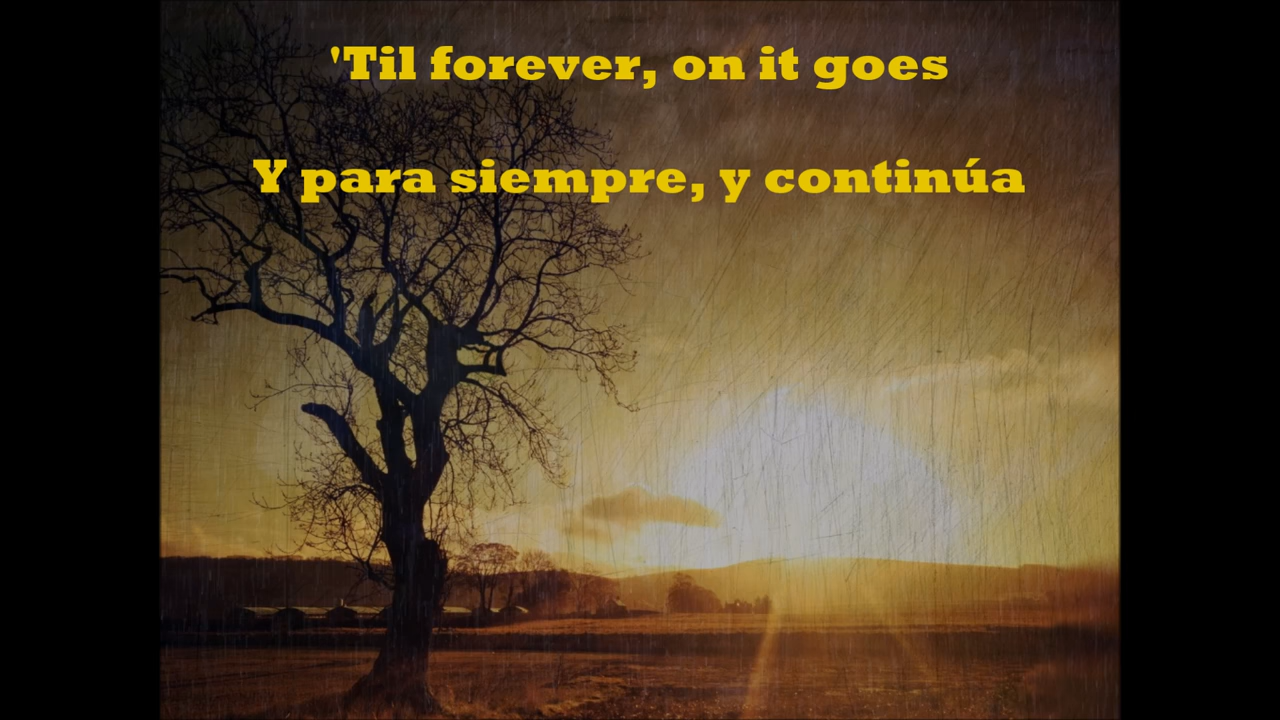 'Til forever, on it goes
Y para siempre, y continúa